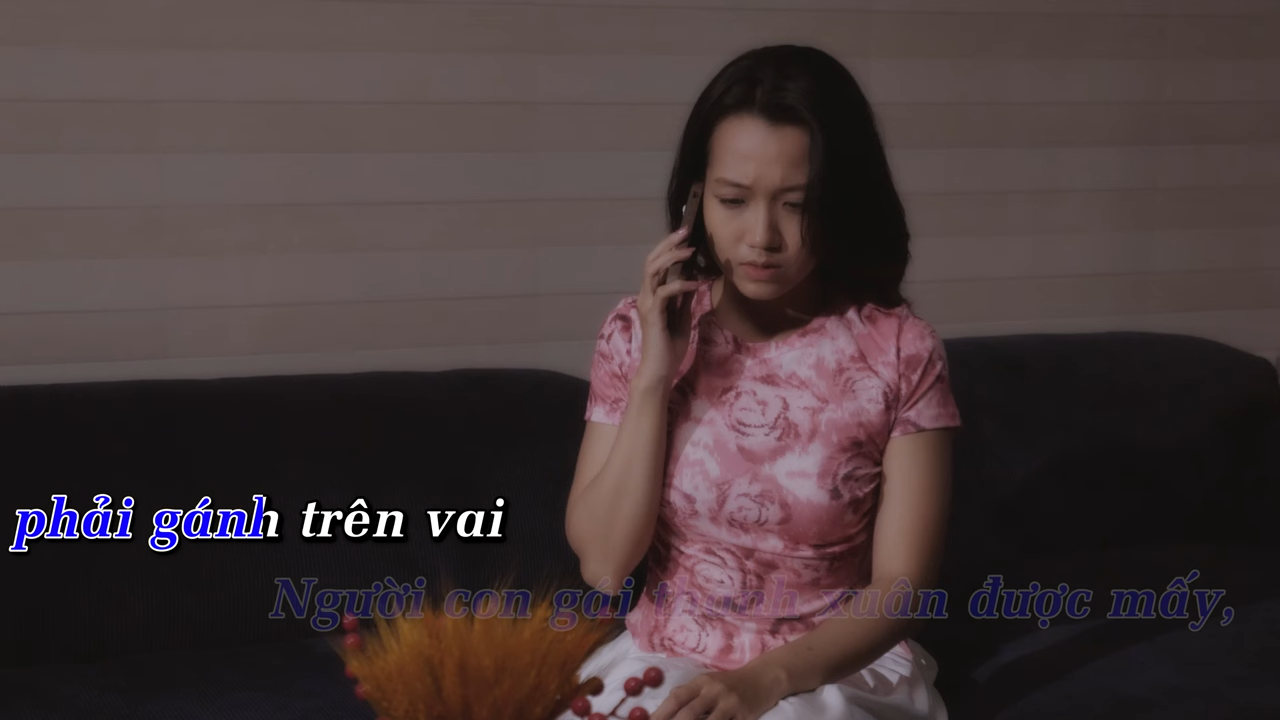 phải gánh trên vai
Người con gái thanh xuân được mấy,